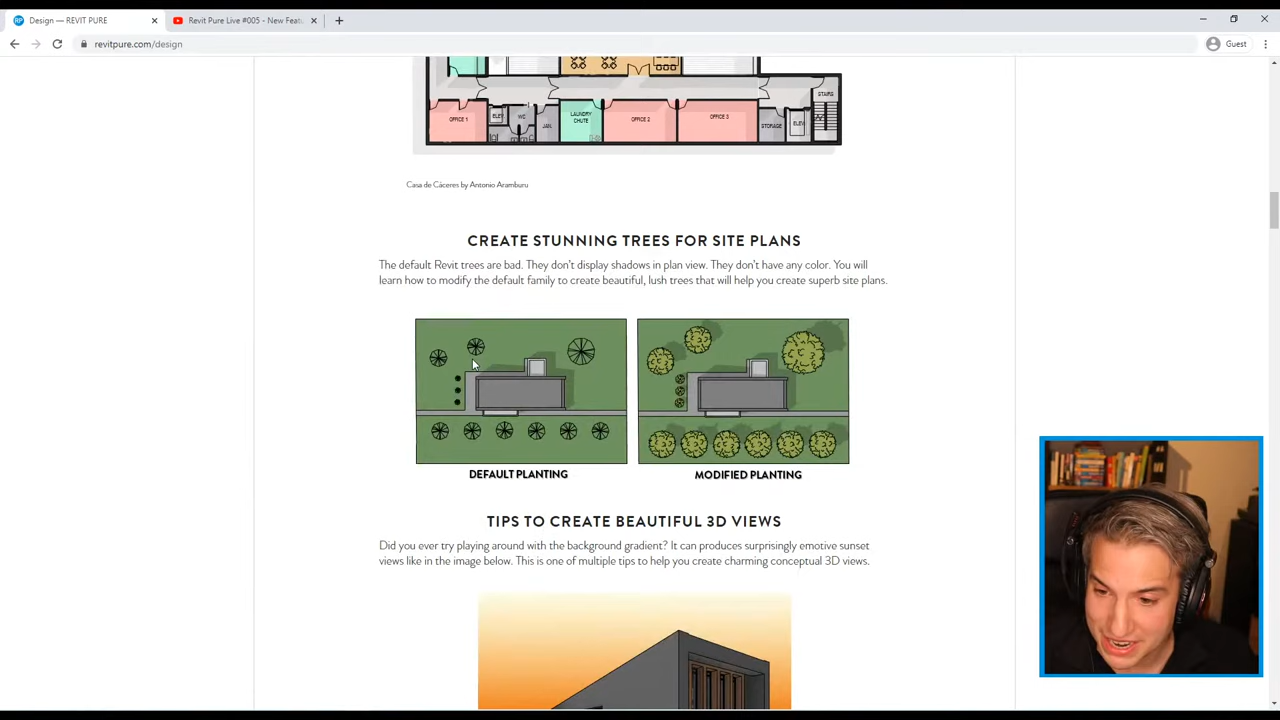 Design — REVIT PURE
Revit Pure Live #005 - New Featu
revitpure.com/design
Guest
STAIRS
OFFICE 1
ELEV
WC
JAN.
LAUNDRY
CHUTE
OFFICE 2
OFFICE 3
STORAGE
ELEV
Casa de Cáceres by Antonio Aramburu
CREATE STUNNING TREES FOR SITE PLANS
The default Revit trees are bad. They don't display shadows in plan view. They don't have any color. You will
learn how to modify the default family to create beautiful, lush trees that will help you create superb site plans.
DEFAULT PLANTING
MODIFIED PLANTING
TIPS TO CREATE BEAUTIFUL 3D VIEWS
Did you ever try playing around with the background gradient? It can produces surprisingly emotive sunset
views like in the image below. This is one of multiple tips to help you create charming conceptual 3D views.